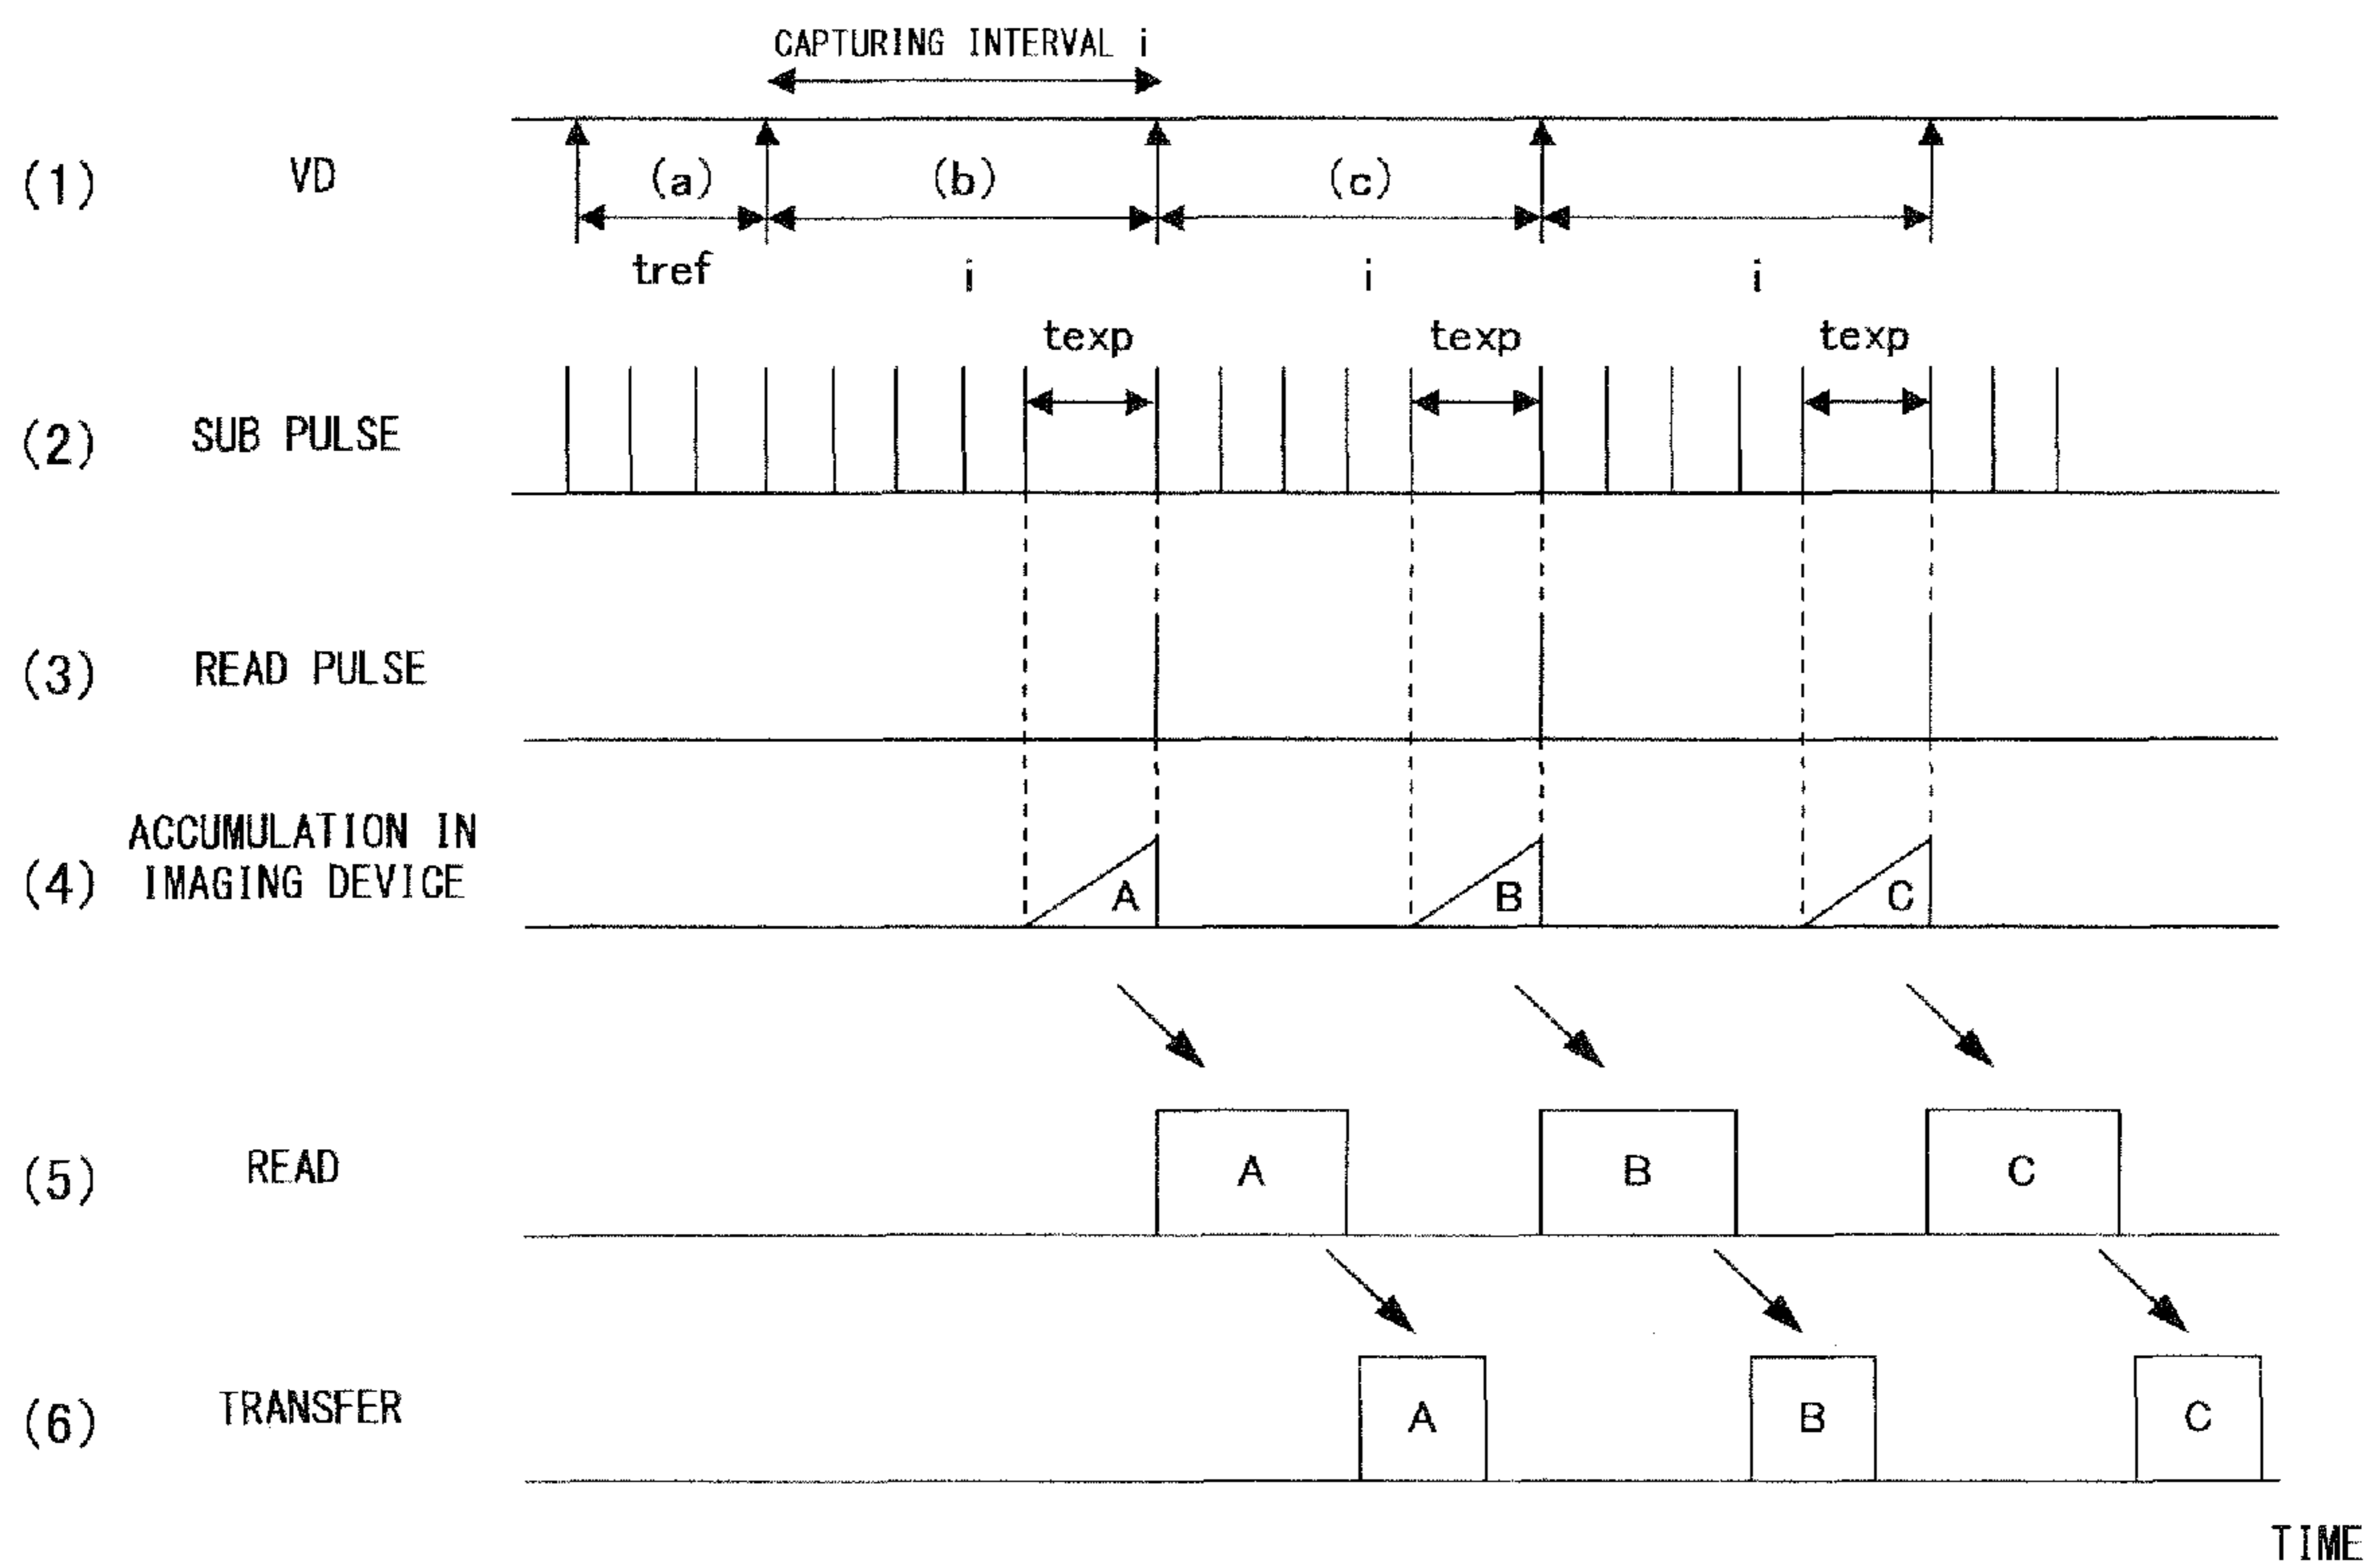 CAPTURING INTERVAL i
(1) VD (a) (b) (c)
tref i i i
texp texp texp
(2) SUB PULSE
(3) READ PULSE
ACCUMULATION IN
(4) IMAGING DEVICE A B C
(5) READ A B C
(6) TRANSFER A B C
TIME